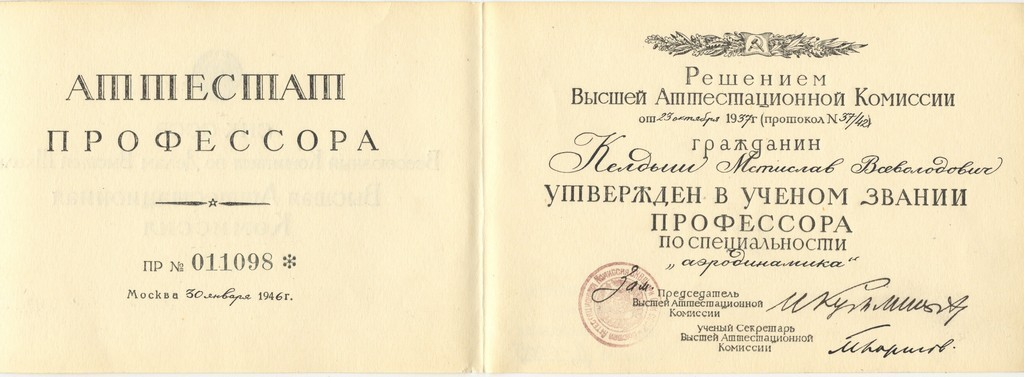 АТТЕСТАТ
ПРОФЕССОРА
ПР № 011098 *
Москва 30 января 1946г.
Решением
Высшей Аттестационной Комиссии
от 23 октября 1937г (протокол N 37/42)
гражданин
Келдыш Мстислав Всеволодович
УТВЕРЖДЕН В УЧЕНОМ ЗВАНИИ
ПРОФЕССОРА
ПО СПЕЦИАЛЬНОСТИ
„аэродинамика“
Зам. Председатель
Высшей Аттестационной
Комиссии
ученый Секретарь
Высшей Аттестационной
Комиссии